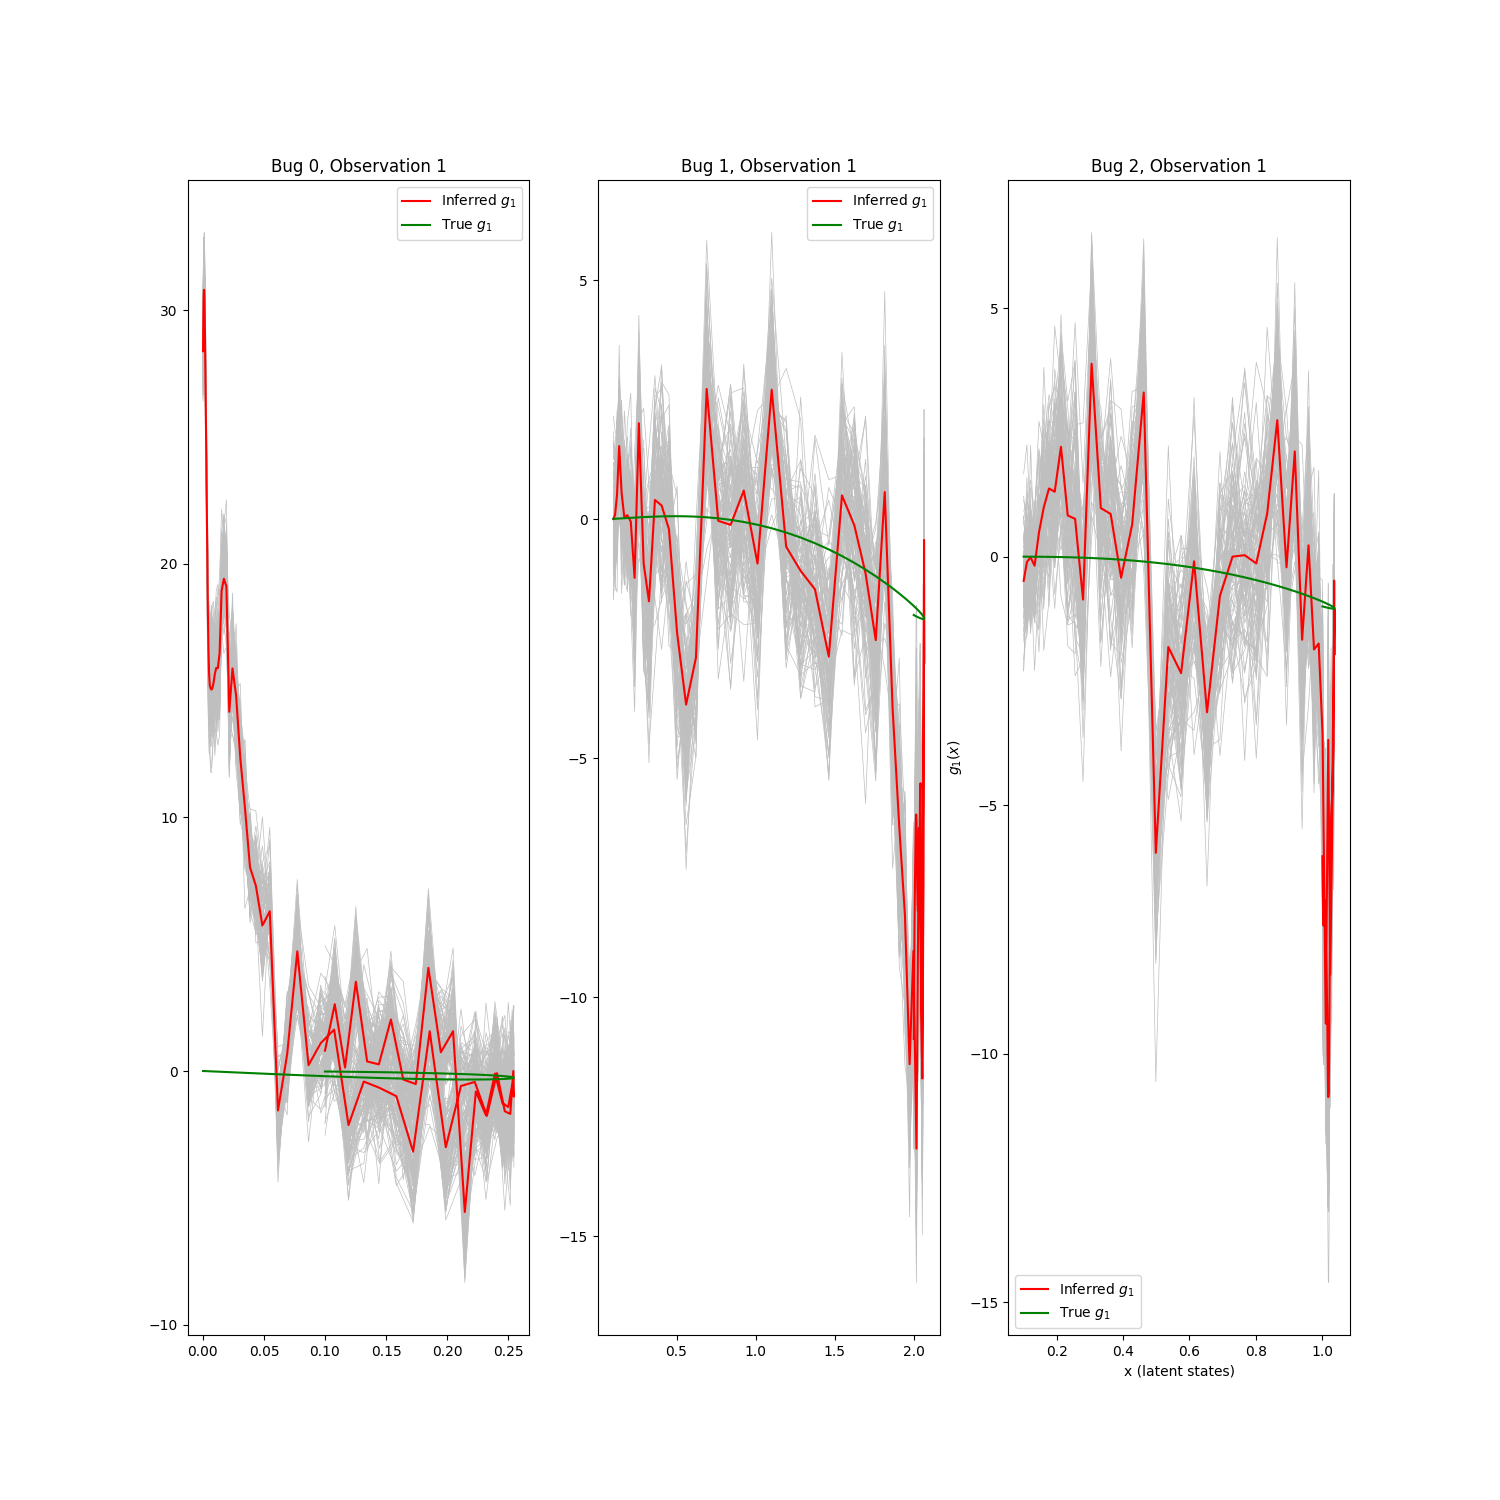 Bug 0, Observation 1
Inferred g₁
True g₁
30
20
10
0
−10
0.00 0.05 0.10 0.15 0.20 0.25
Bug 1, Observation 1
Inferred g₁
True g₁
5
0
−5
−10
−15
0.5 1.0 1.5 2.0
Bug 2, Observation 1
g₁(x)
5
0
−5
−10
−15
Inferred g₁
True g₁
0.2 0.4 0.6 0.8 1.0
x (latent states)